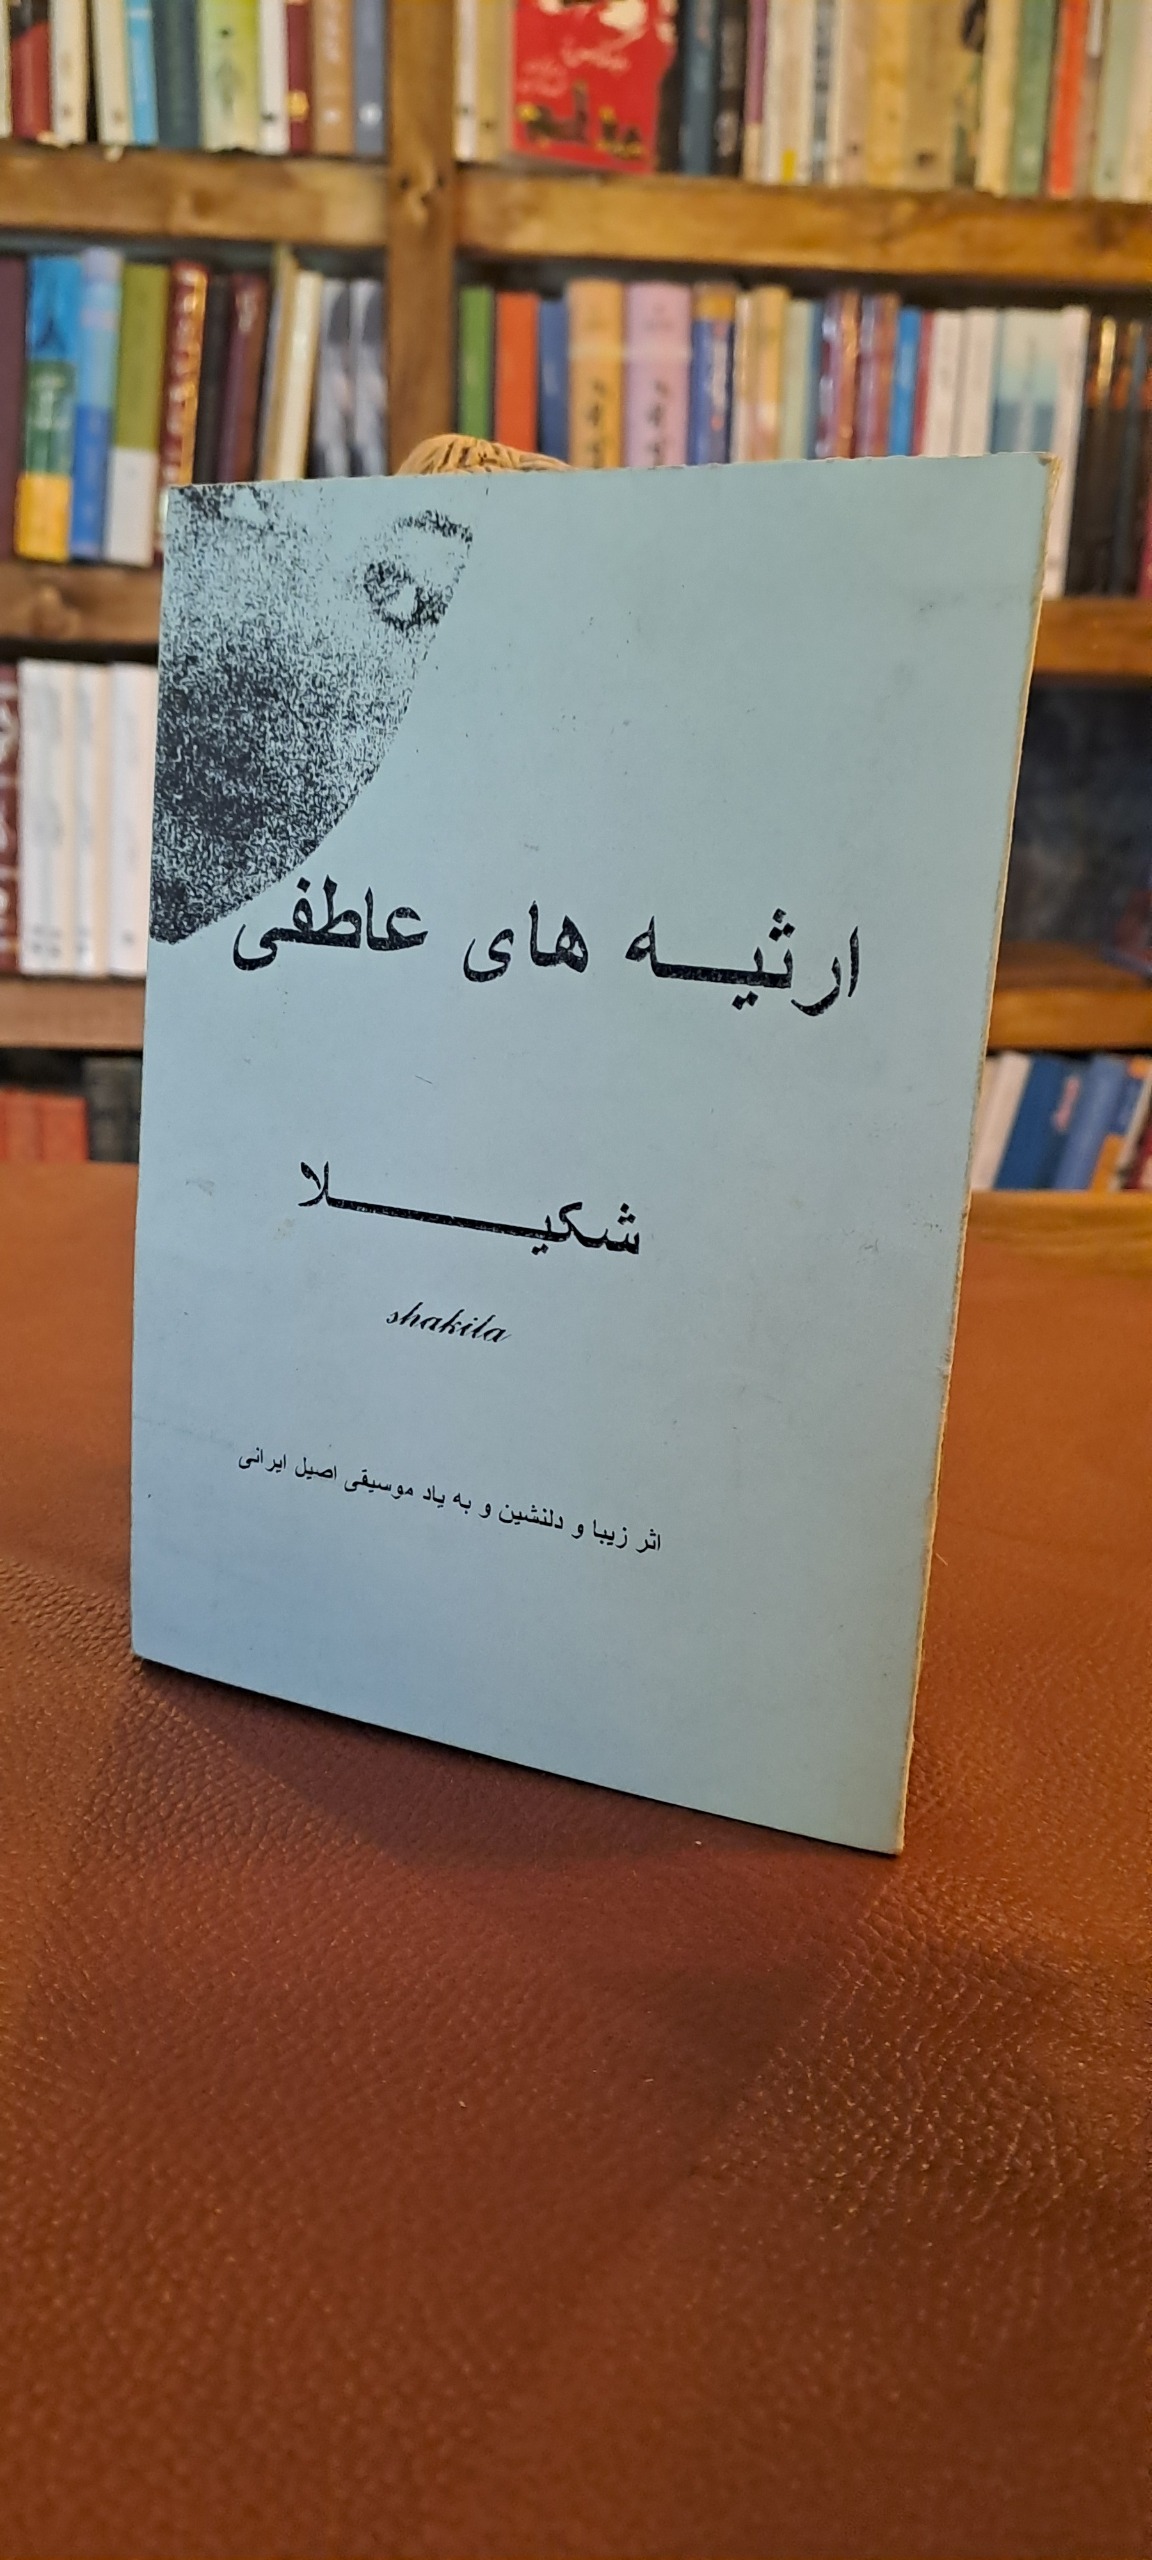 ارثیه های عاطفی
شکیلا
shakila
اثر زیبا و دلنشین و به یاد موسیقی اصیل ایرانی